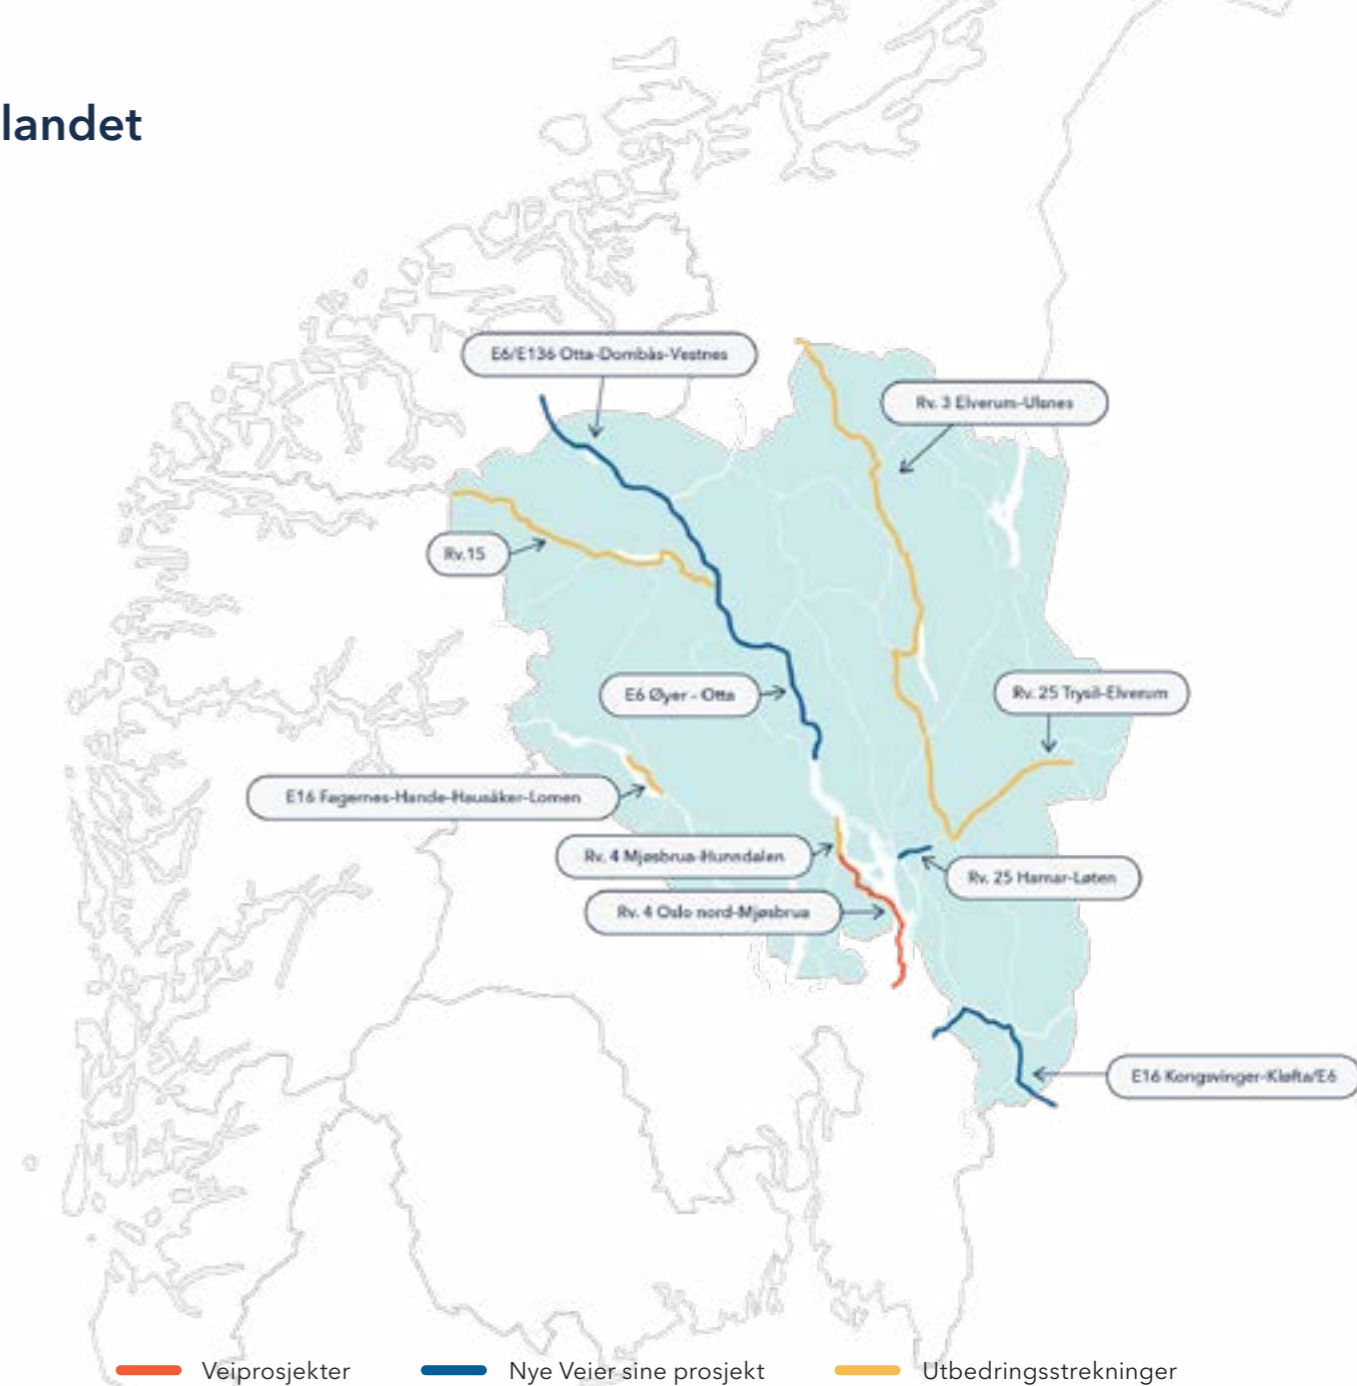 landet
E6/E136 Otta-Dombås-Vestnes
Rv. 3 Elverum-Ulsnes
Rv.15
E6 Øyer - Otta
Rv. 25 Trysil-Elverum
E16 Fagernes-Hande-Hausåker-Lomen
Rv. 4 Mjøsbrua-Hunndalen
Rv. 25 Hamar-Løten
Rv. 4 Oslo nord-Mjøsbrua
E16 Kongsvinger-Kløfta/E6
Veiprosjekter
Nye Veier sine prosjekt
Utbedringsstrekninger